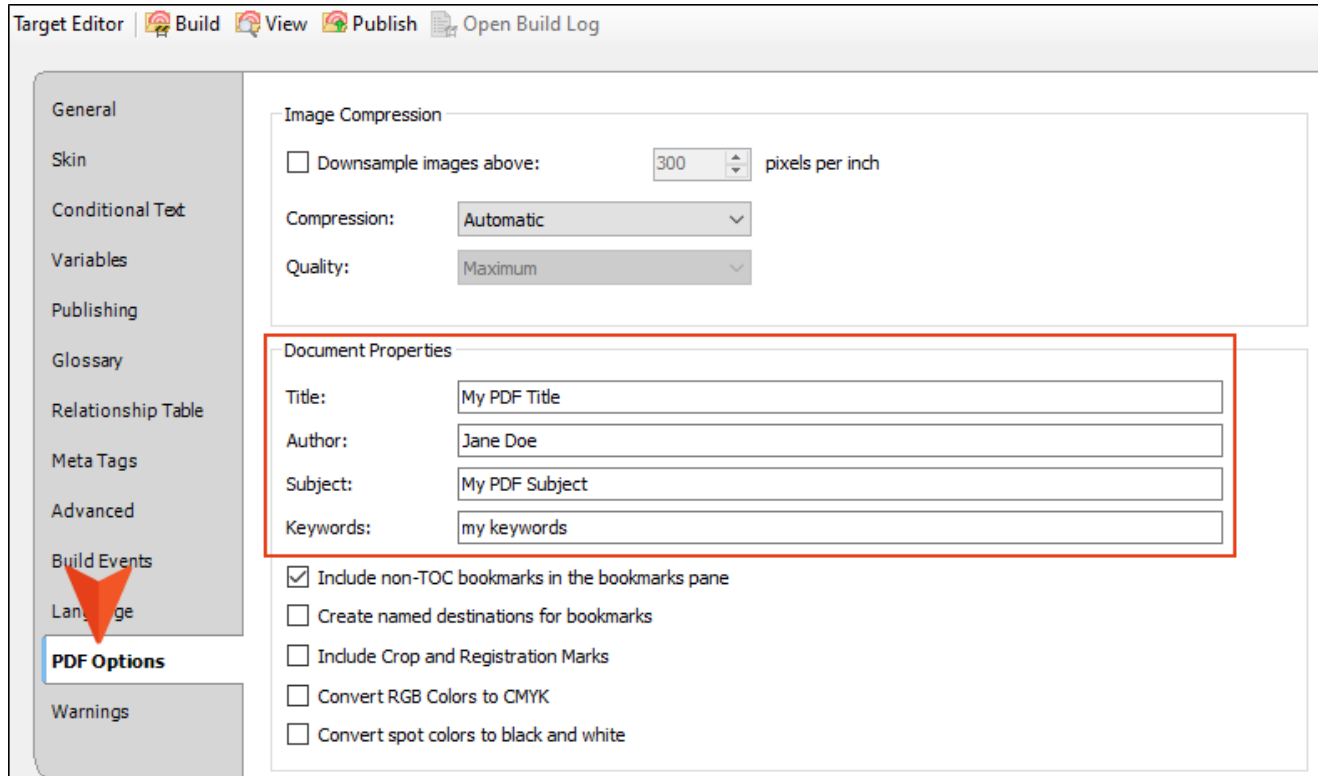 Target Editor Build View Publish Open Build Log
General
Skin
Conditional Text
Variables
Publishing
Glossary
Relationship Table
Meta Tags
Advanced
Build Events
Language
PDF Options
Warnings
Image Compression
Downsample images above: 300 pixels per inch
Compression: Automatic
Quality: Maximum
Document Properties
Title: My PDF Title
Author: Jane Doe
Subject: My PDF Subject
Keywords: my keywords
Include non-TOC bookmarks in the bookmarks pane
Create named destinations for bookmarks
Include Crop and Registration Marks
Convert RGB Colors to CMYK
Convert spot colors to black and white